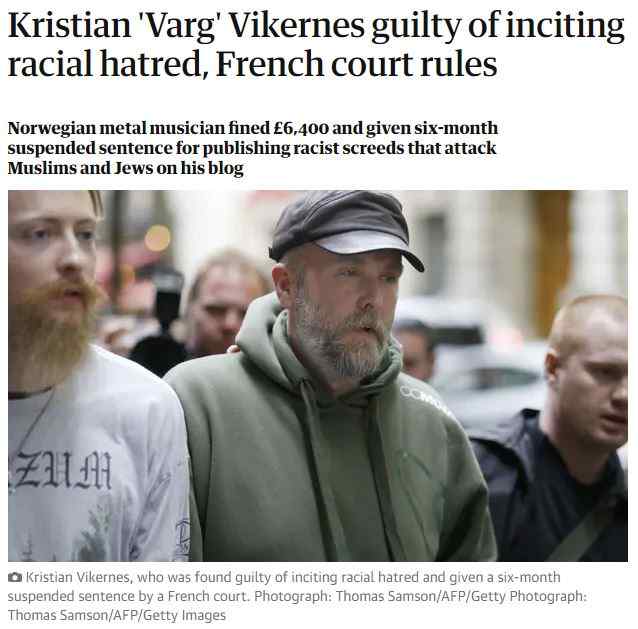 Kristian 'Varg' Vikernes guilty of inciting
racial hatred, French court rules
Norwegian metal musician fined £6,400 and given six-month
suspended sentence for publishing racist screeds that attack
Muslims and Jews on his blog
ZUM
Kristian Vikernes, who was found guilty of inciting racial hatred and given a six-month
suspended sentence by a French court. Photograph: Thomas Samson/AFP/Getty Photograph:
Thomas Samson/AFP/Getty Images